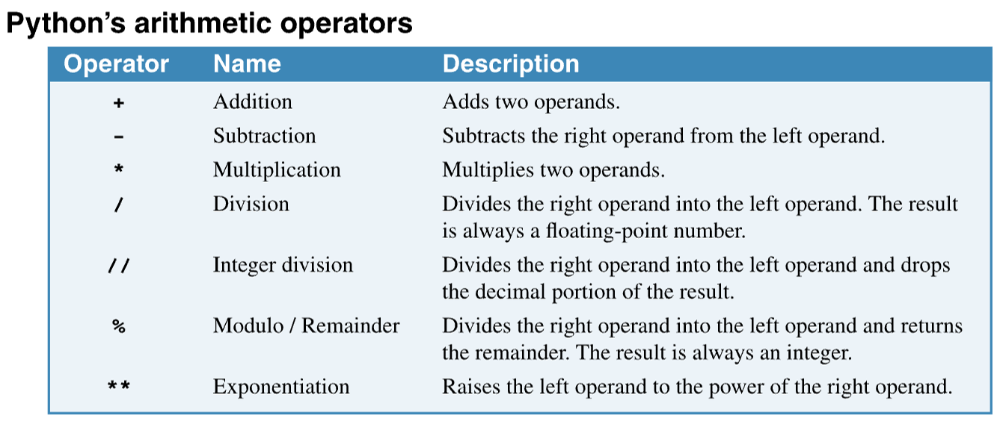 Python’s arithmetic operators
Operator Name Description
+ Addition Adds two operands.
– Subtraction Subtracts the right operand from the left operand.
* Multiplication Multiplies two operands.
/ Division Divides the right operand into the left operand. The result
is always a floating-point number.
// Integer division Divides the right operand into the left operand and drops
the decimal portion of the result.
% Modulo / Remainder Divides the right operand into the left operand and returns
the remainder. The result is always an integer.
** Exponentiation Raises the left operand to the power of the right operand.